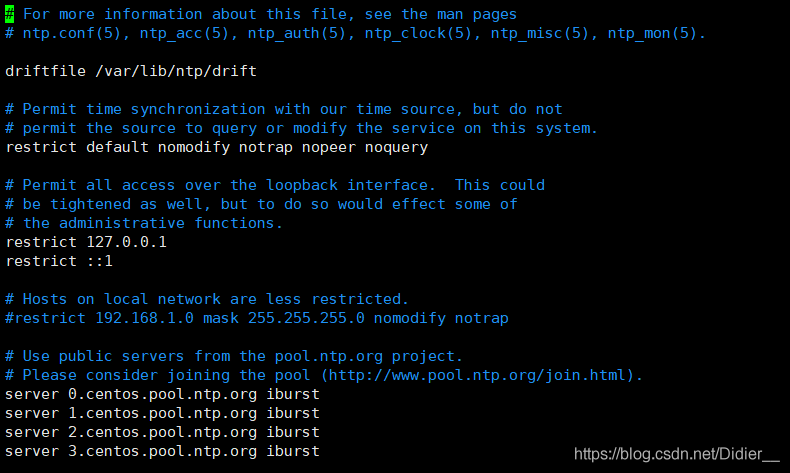 # For more information about this file, see the man pages
# ntp.conf(5), ntp_acc(5), ntp_auth(5), ntp_clock(5), ntp_misc(5), ntp_mon(5).
driftfile /var/lib/ntp/drift
# Permit time synchronization with our time source, but do not
# permit the source to query or modify the service on this system.
restrict default nomodify notrap nopeer noquery
# Permit all access over the loopback interface.  This could
# be tightened as well, but to do so would effect some of
# the administrative functions.
restrict 127.0.0.1
restrict ::1
# Hosts on local network are less restricted.
#restrict 192.168.1.0 mask 255.255.255.0 nomodify notrap
# Use public servers from the pool.ntp.org project.
# Please consider joining the pool (http://www.pool.ntp.org/join.html).
server 0.centos.pool.ntp.org iburst
server 1.centos.pool.ntp.org iburst
server 2.centos.pool.ntp.org iburst
server 3.centos.pool.ntp.org iburst
https://blog.csdn.net/Didier__